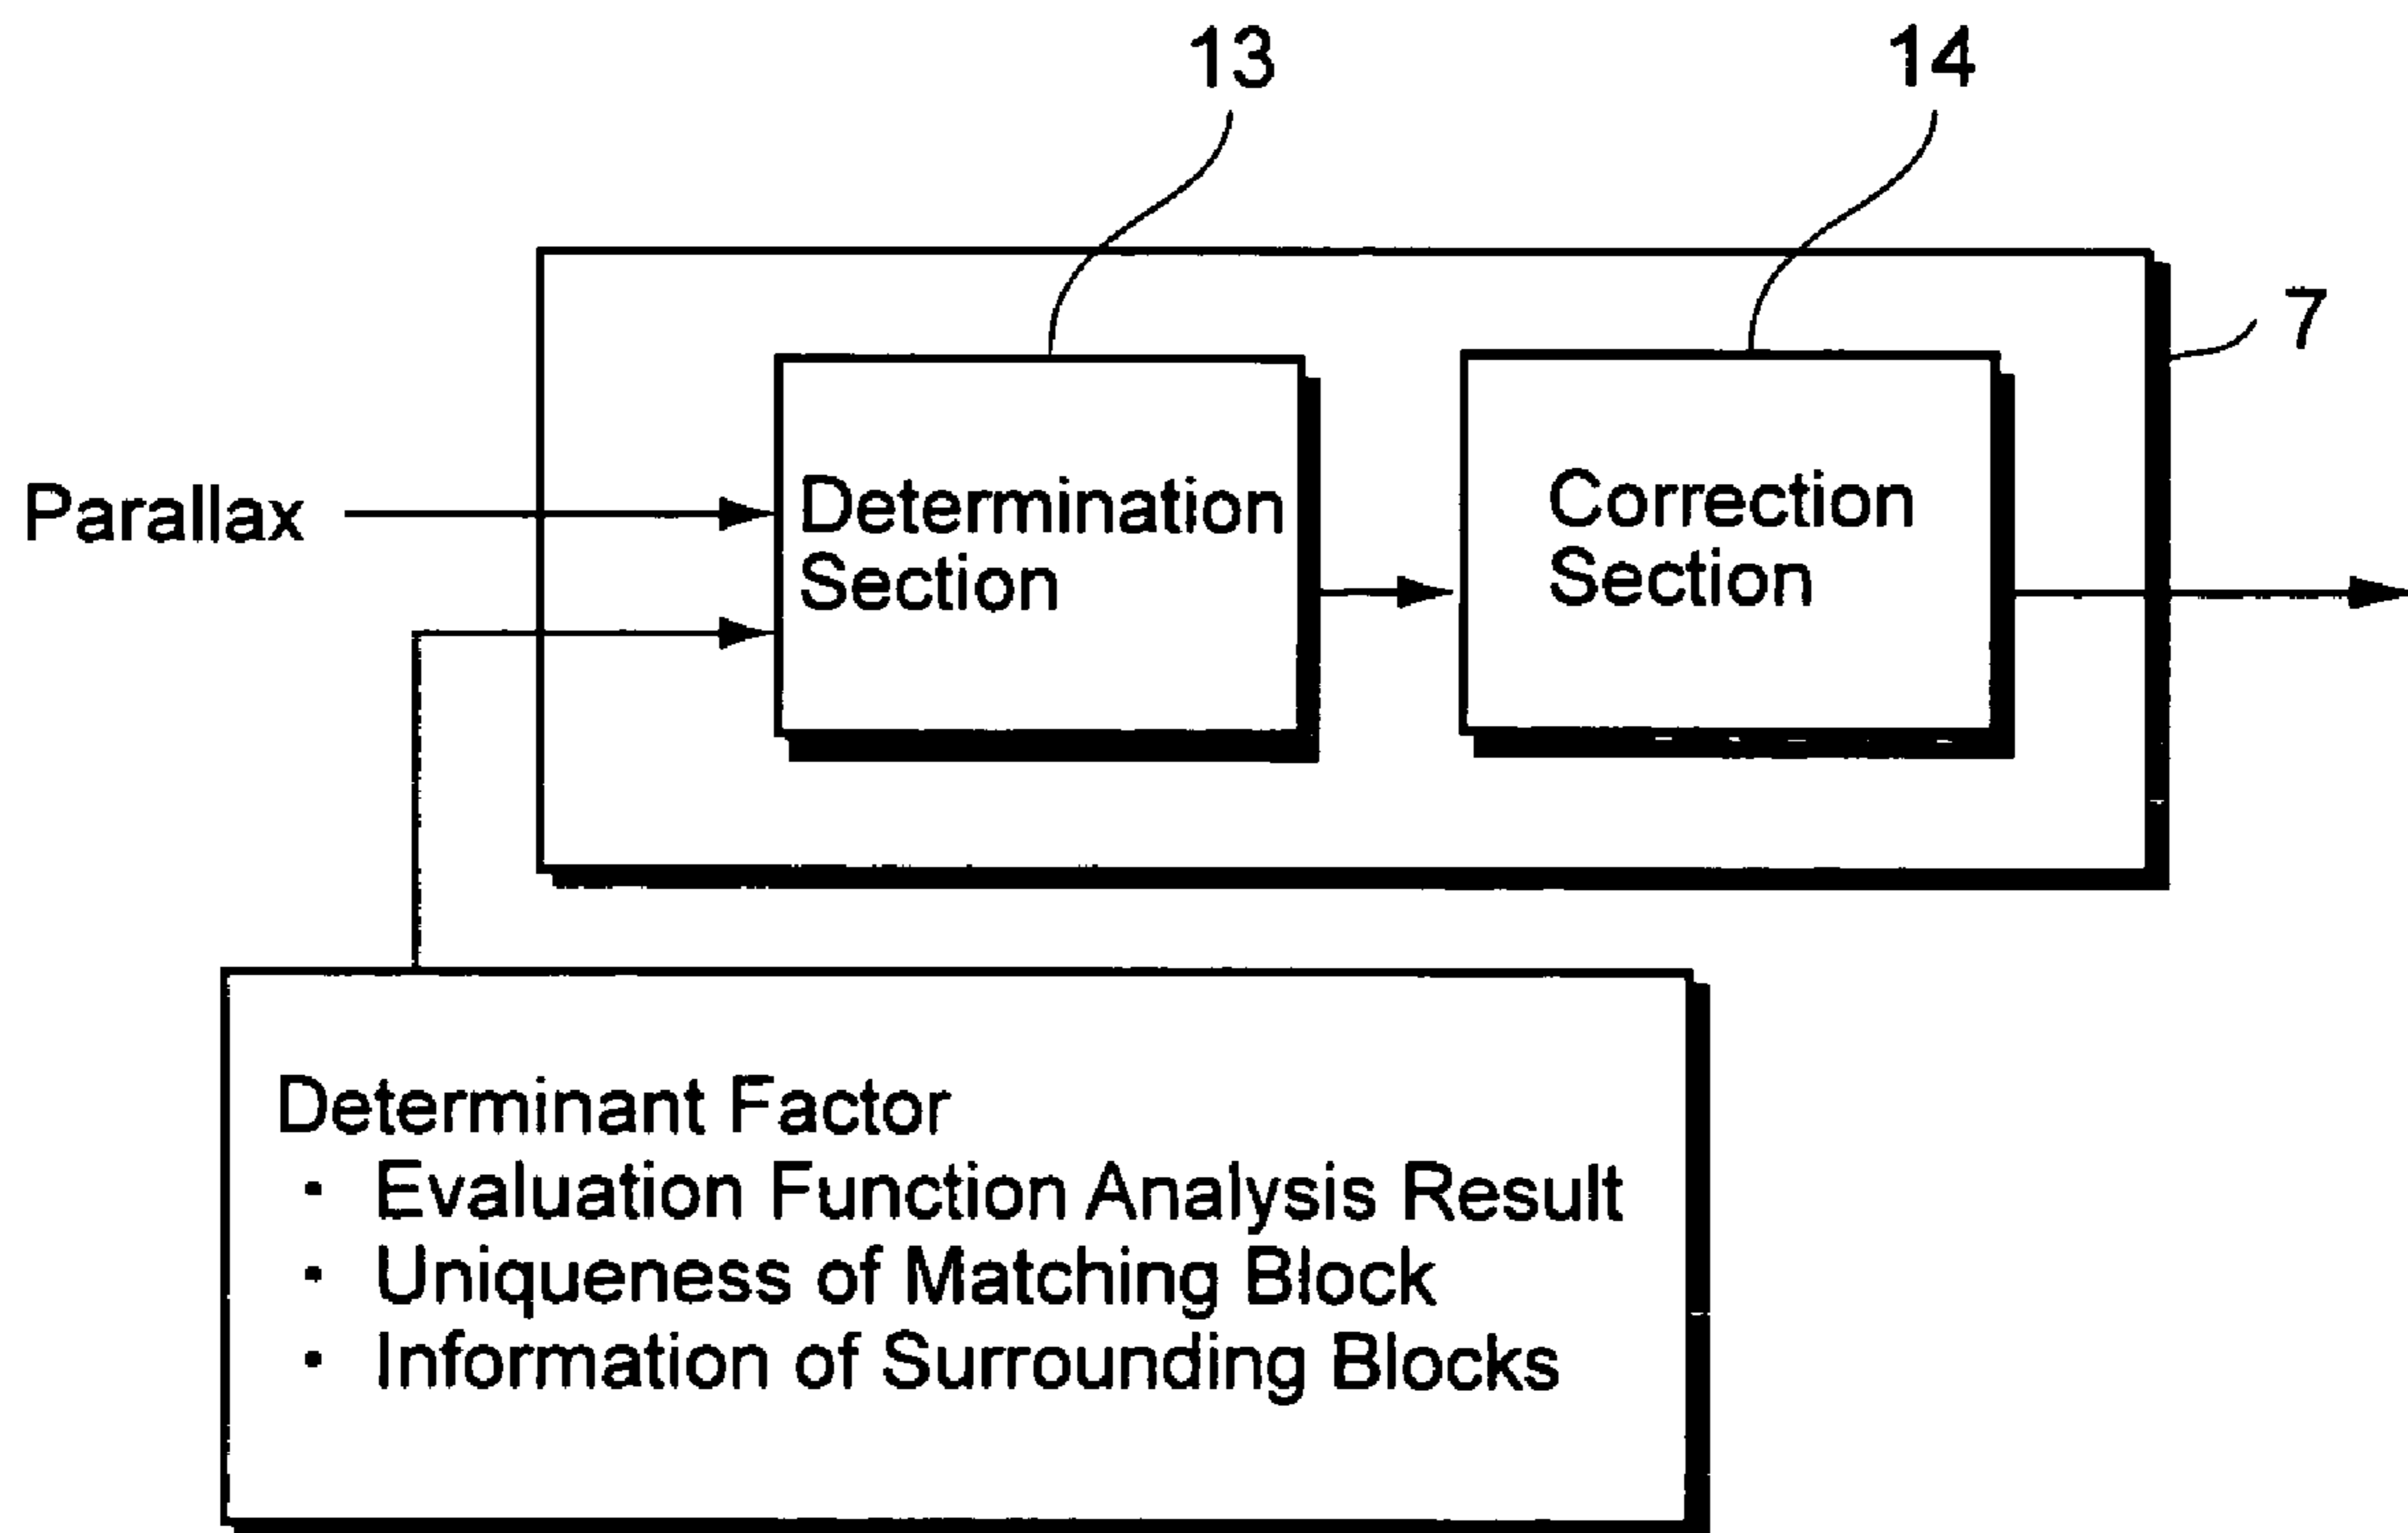 13
14
7
Parallax
Determination
Section
Correction
Section
Determinant Factor
・ Evaluation Function Analysis Result
・ Uniqueness of Matching Block
・ Information of Surrounding Blocks